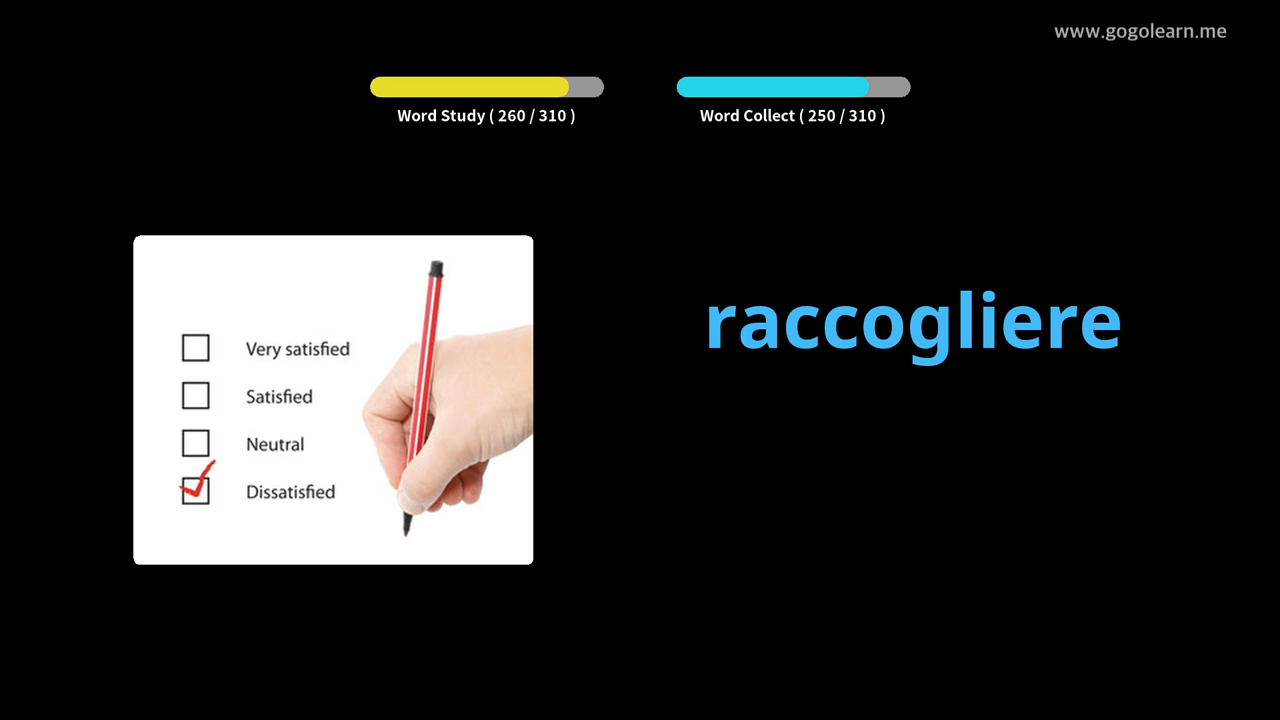 www.gogolearn.me
Word Study ( 260 / 310 )
Word Collect ( 250 / 310 )
raccogliere
Very satisfied
Satisfied
Neutral
Dissatisfied